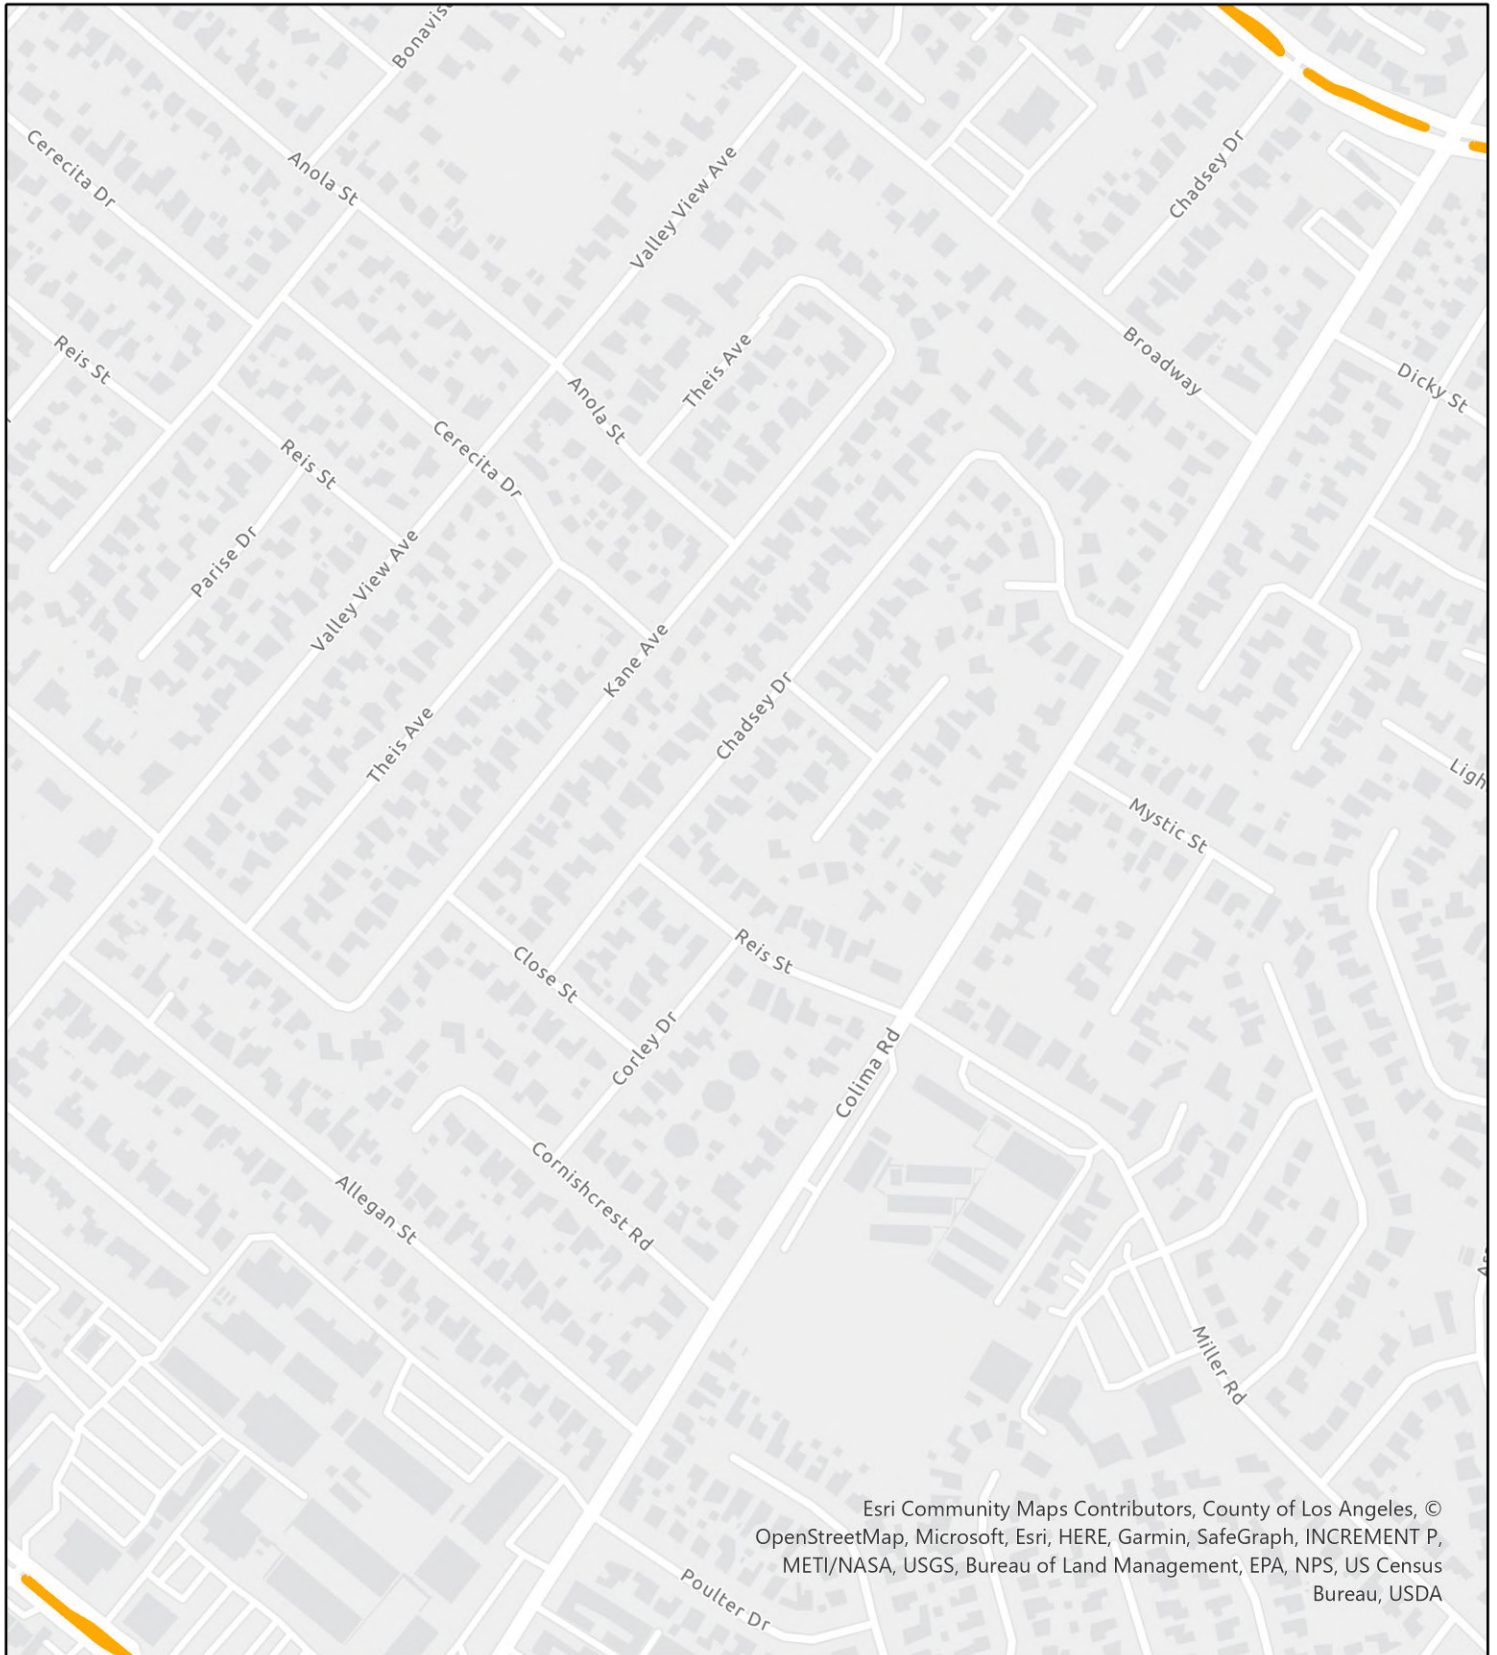 Bonavis
Cerecita Dr
Anola St
Valley View Ave
Chadsey Dr
Reis St
Theis Ave
Broadway
Dicky St
Anola St
Cerecita Dr
Reis St
Parise Dr
Valley View Ave
Kane Ave
Chadsey Dr
Theis Ave
Ligh
Mystic St
Reis St
Close St
Corley Dr
Colima Rd
Cornishcrest Rd
Allegan St
Miller Rd
Esri Community Maps Contributors, County of Los Angeles, ©
OpenStreetMap, Microsoft, Esri, HERE, Garmin, SafeGraph, INCREMENT P,
METI/NASA, USGS, Bureau of Land Management, EPA, NPS, US Census
Bureau, USDA
Poulter Dr